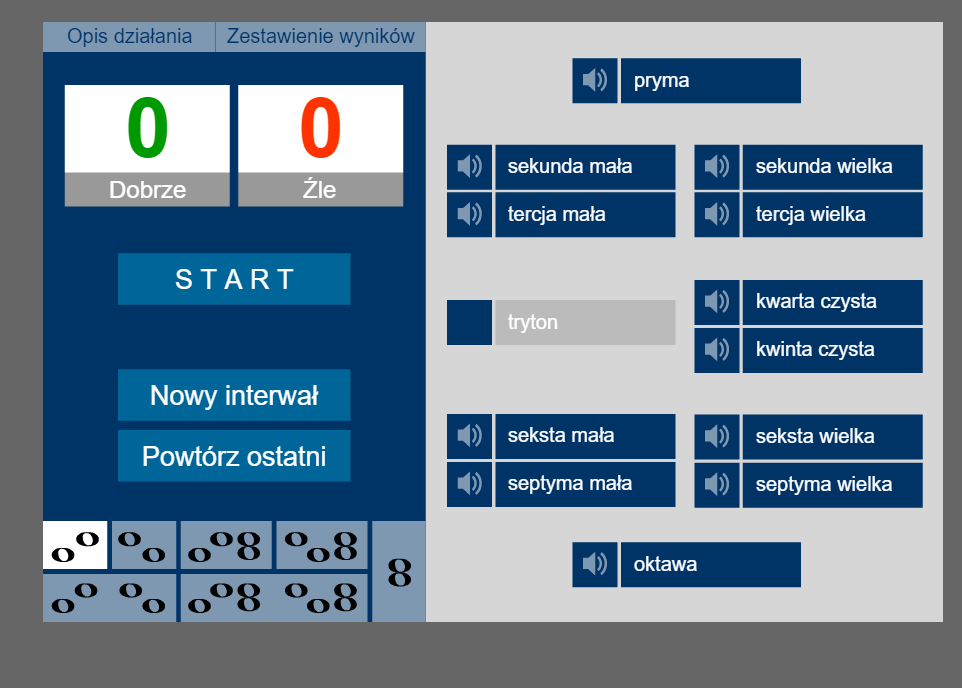 Opis działania
Zestawienie wyników
0
0
Dobrze
Źle
START
Nowy interwał
Powtórz ostatni
pryma
sekunda mała
sekunda wielka
tercja mała
tercja wielka
kwarta czysta
tryton
kwinta czysta
seksta mała
seksta wielka
septyma mała
septyma wielka
oktawa